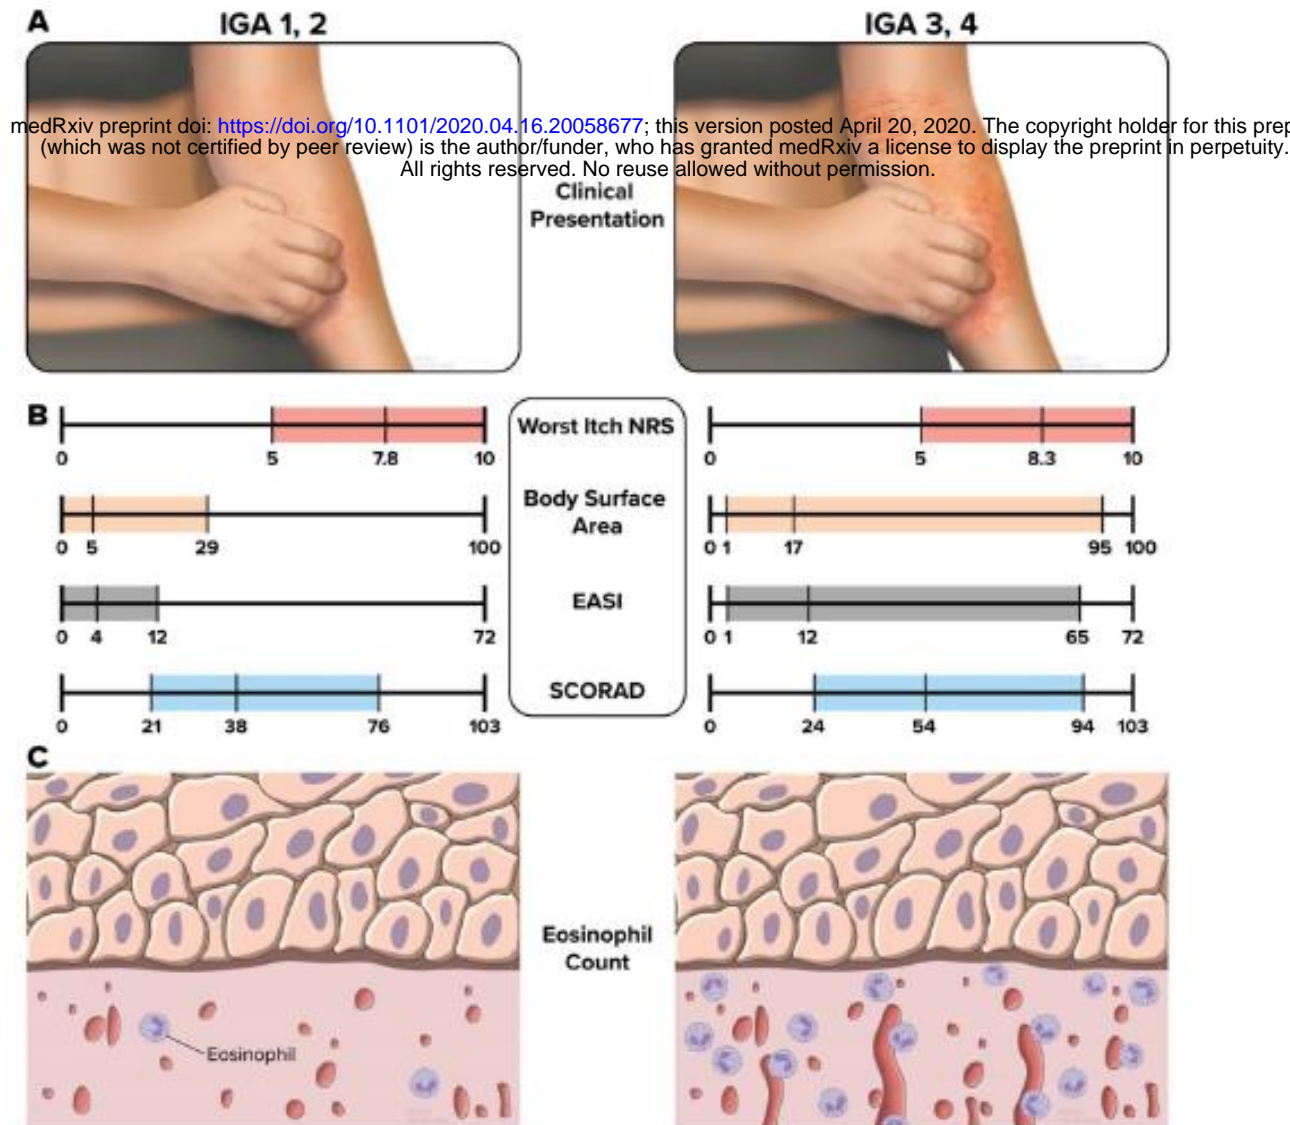 A
IGA 1, 2
IGA 3, 4
medRxiv preprint doi: https://doi.org/10.1101/2020.04.16.20058677; this version posted April 20, 2020. The copyright holder for this prep
(which was not certified by peer review) is the author/funder, who has granted medRxiv a license to display the preprint in perpetuity.
All rights reserved. No reuse allowed without permission.
Clinical
Presentation
B
Worst Itch NRS
0 5 7.8 10
0 5 8.3 10
Body Surface
Area
0 5 29 100
0 1 17 95 100
EASI
0 4 12 72
0 1 12 65 72
SCORAD
0 21 38 76 103
0 24 54 94 103
C
Eosinophil
Count
Eosinophil